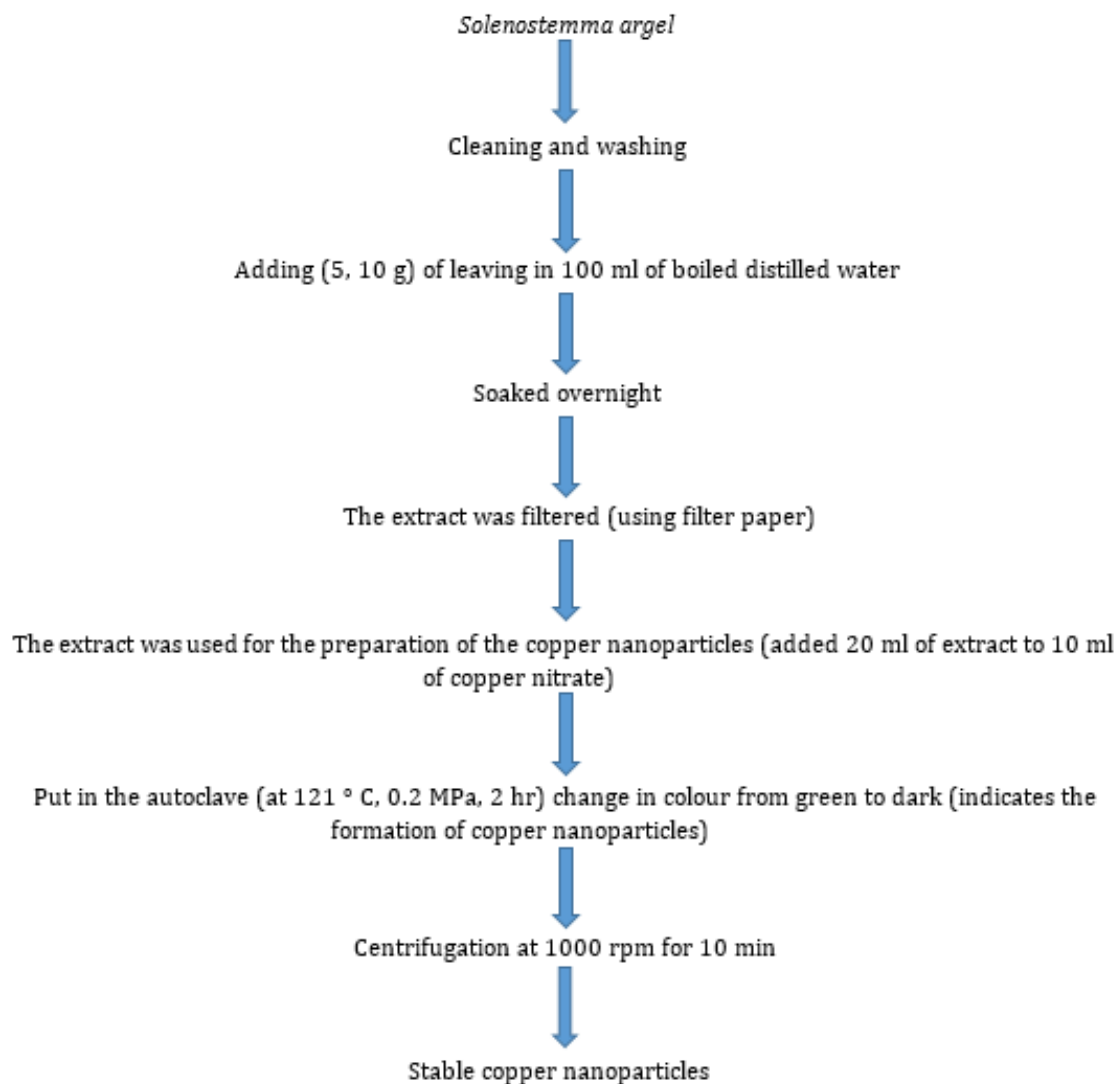 Solenostemma argel
Cleaning and washing
Adding (5, 10 g) of leaving in 100 ml of boiled distilled water
Soaked overnight
The extract was filtered (using filter paper)
The extract was used for the preparation of the copper nanoparticles (added 20 ml of extract to 10 ml
of copper nitrate)
Put in the autoclave (at 121 ° C, 0.2 MPa, 2 hr) change in colour from green to dark (indicates the
formation of copper nanoparticles)
Centrifugation at 1000 rpm for 10 min
Stable copper nanoparticles